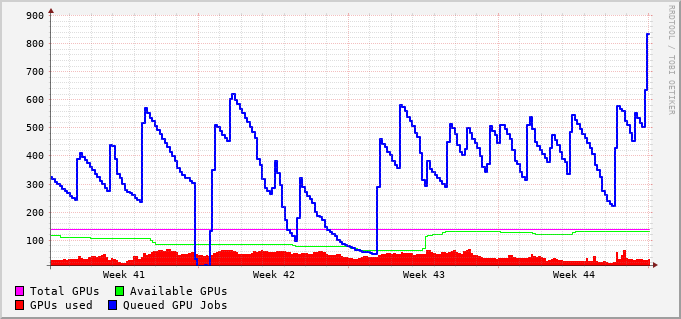 900
800
700
600
500
400
300
200
100
Week 41 Week 42 Week 43 Week 44
RRDTOOL / TOBI OETIKER
Total GPUs Available GPUs
GPUs used Queued GPU Jobs